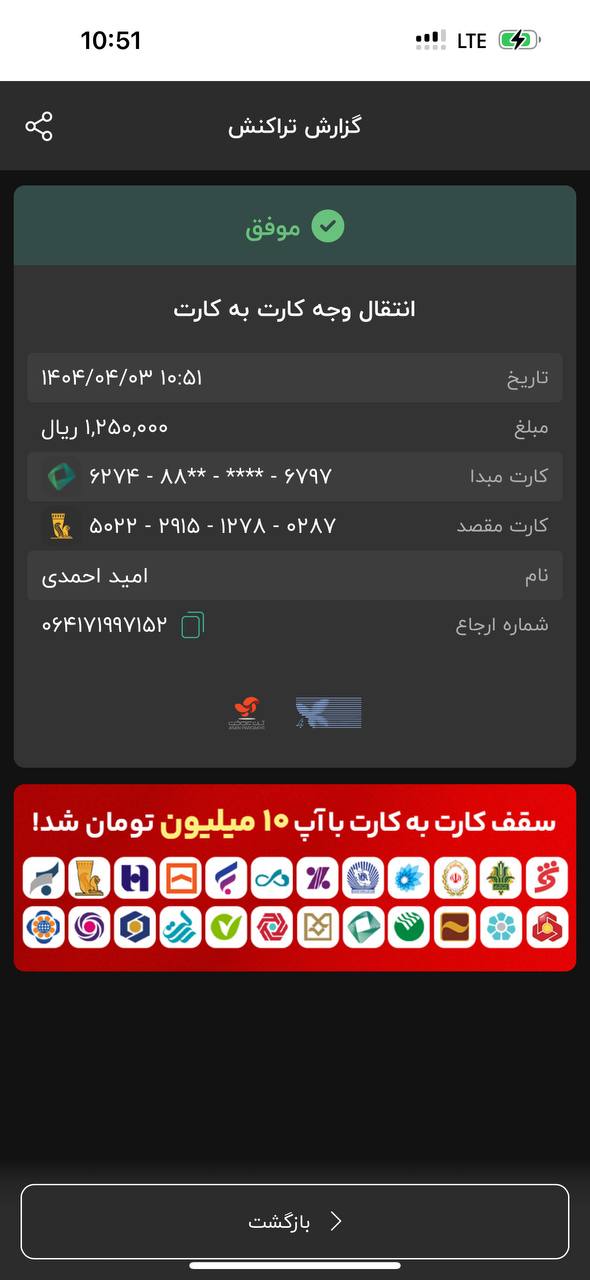 10:51 LTE
گزارش تراکنش
موفق
انتقال وجه کارت به کارت
تاریخ ۱۴۰۴/۰۴/۰۳ ۱۰:۵۱
مبلغ ۱,۲۵۰,۰۰۰ ریال
کارت مبدا ۶۲۷۴ - ۸۸** - **** - ۶۷۹۷
کارت مقصد ۵۰۲۲ - ۲۹۱۵ - ۱۲۷۸ - ۰۲۸۷
نام امید احمدی
شماره ارجاع ۰۶۴۱۷۱۹۹۷۱۵۲
سقف کارت به کارت با آپ ۱۰ میلیون تومان شد!
بازگشت